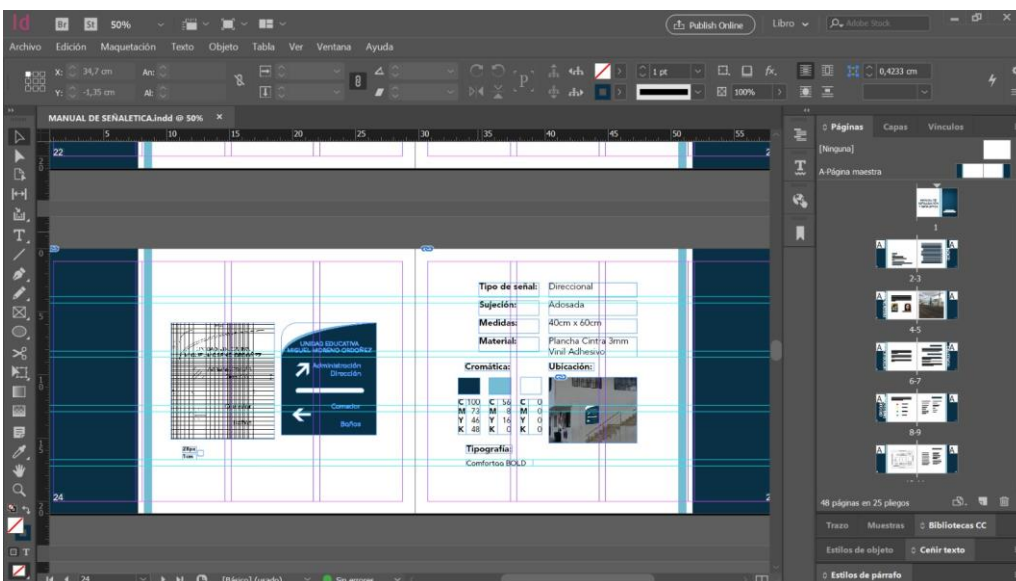 Id Br St 50% Publish Online Libro Adobe Stock
Archivo Edición Maquetación Texto Objeto Tabla Ver Ventana Ayuda
X: 34,7 cm An: 1 pt fx. 0,4233 cm
Y: -1,35 cm Al: P 100%
MANUAL DE SEÑALETICA.indd @ 50% ×
5 10 15 20 25 30 35 40 45 50 55
22
Tipo de señal: Direccional
Sujeción: Adosada
Medidas: 40cm x 60cm
Material: Plancha Cintra 3mm
Vinil Adhesivo
UNIDAD EDUCATIVA
MIGUEL MORENO ORDOÑEZ
Administración
Dirección
Comedor
Baños
Cromática: Ubicación:
C 100 C 56 C 0
M 73 M 8 M 0
Y 46 Y 16 Y 0
K 48 K 0 K 0
Tipografía:
Comfortaa BOLD
24
24 [Básico] (usado) Sin errores
Páginas Capas Vínculos
[Ninguna]
A-Página maestra
1
A A
2-3
A A
4-5
A A
6-7
A A
8-9
A A
48 páginas en 25 pliegos
Trazo Muestras Bibliotecas CC
Estilos de objeto Ceñir texto
Estilos de párrafo